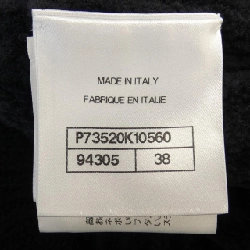 MADE IN ITALY
FABRIQUE EN ITALIE
P73520K10560
94305 38